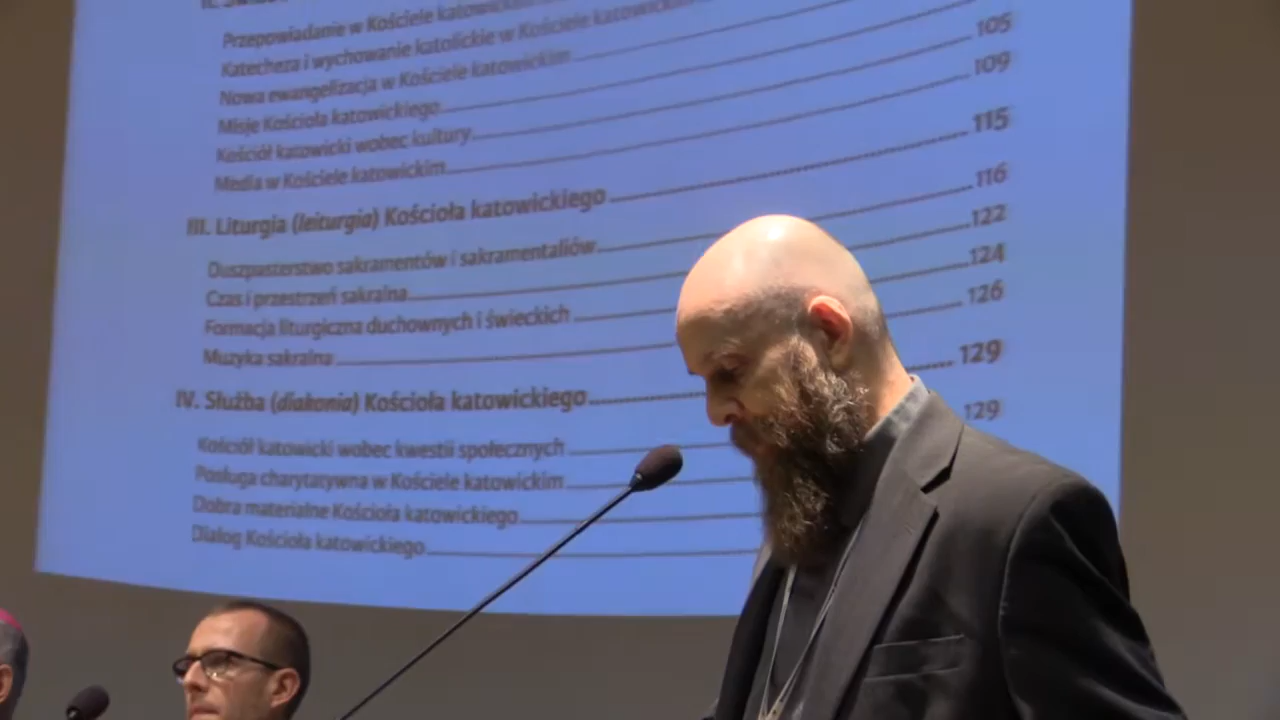 Przepowiadanie w Kościele katowickim
Katecheza i wychowanie katolickie w Kościele katowickim
Nowa ewangelizacja w Kościele katowickim
Misje Kościoła katowickiego 105
Kościół katowicki wobec kultury 109
Media w Kościele katowickim
III. Liturgia (leiturgia) Kościoła katowickiego 115
Duszpasterstwo sakramentów i sakramentaliów 116
Czas i przestrzeń sakralna 122
Formacja liturgiczna duchownych i świeckich 124
Muzyka sakralna 126
IV. Służba (diakonia) Kościoła katowickiego 129
Kościół katowicki wobec kwestii społecznych 129
Posługa charytatywna w Kościele katowickim
Dobra materialne Kościoła katowickiego
Dialog Kościoła katowickiego